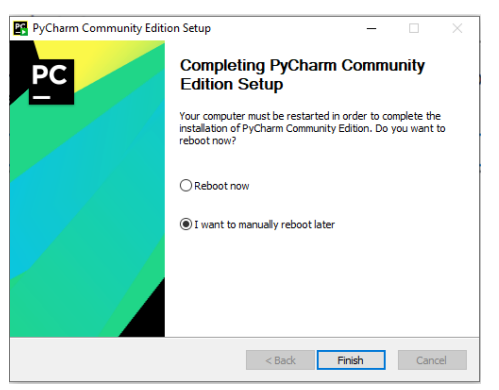 PyCharm Community Edition Setup
PC
Completing PyCharm Community
Edition Setup
Your computer must be restarted in order to complete the
installation of PyCharm Community Edition. Do you want to
reboot now?
Reboot now
I want to manually reboot later
< Back
Finish
Cancel